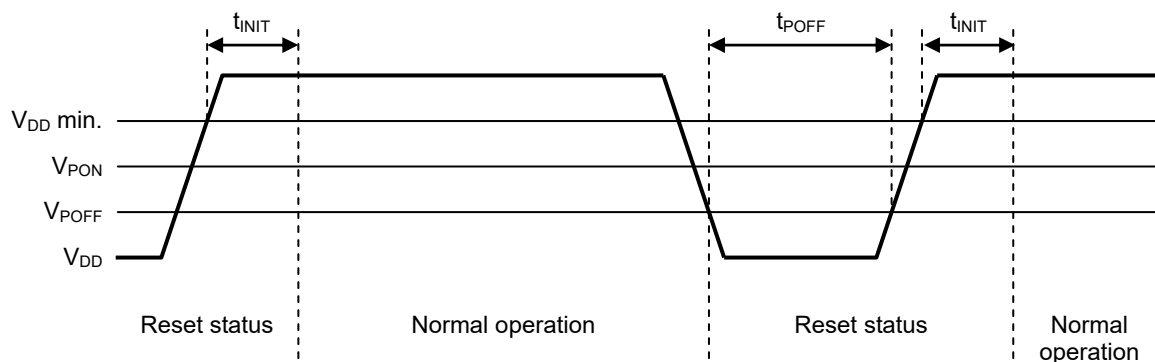 tINIT tPOFF tINIT
VDD min.
VPON
VPOFF
VDD
Reset status Normal operation Reset status Normal
operation